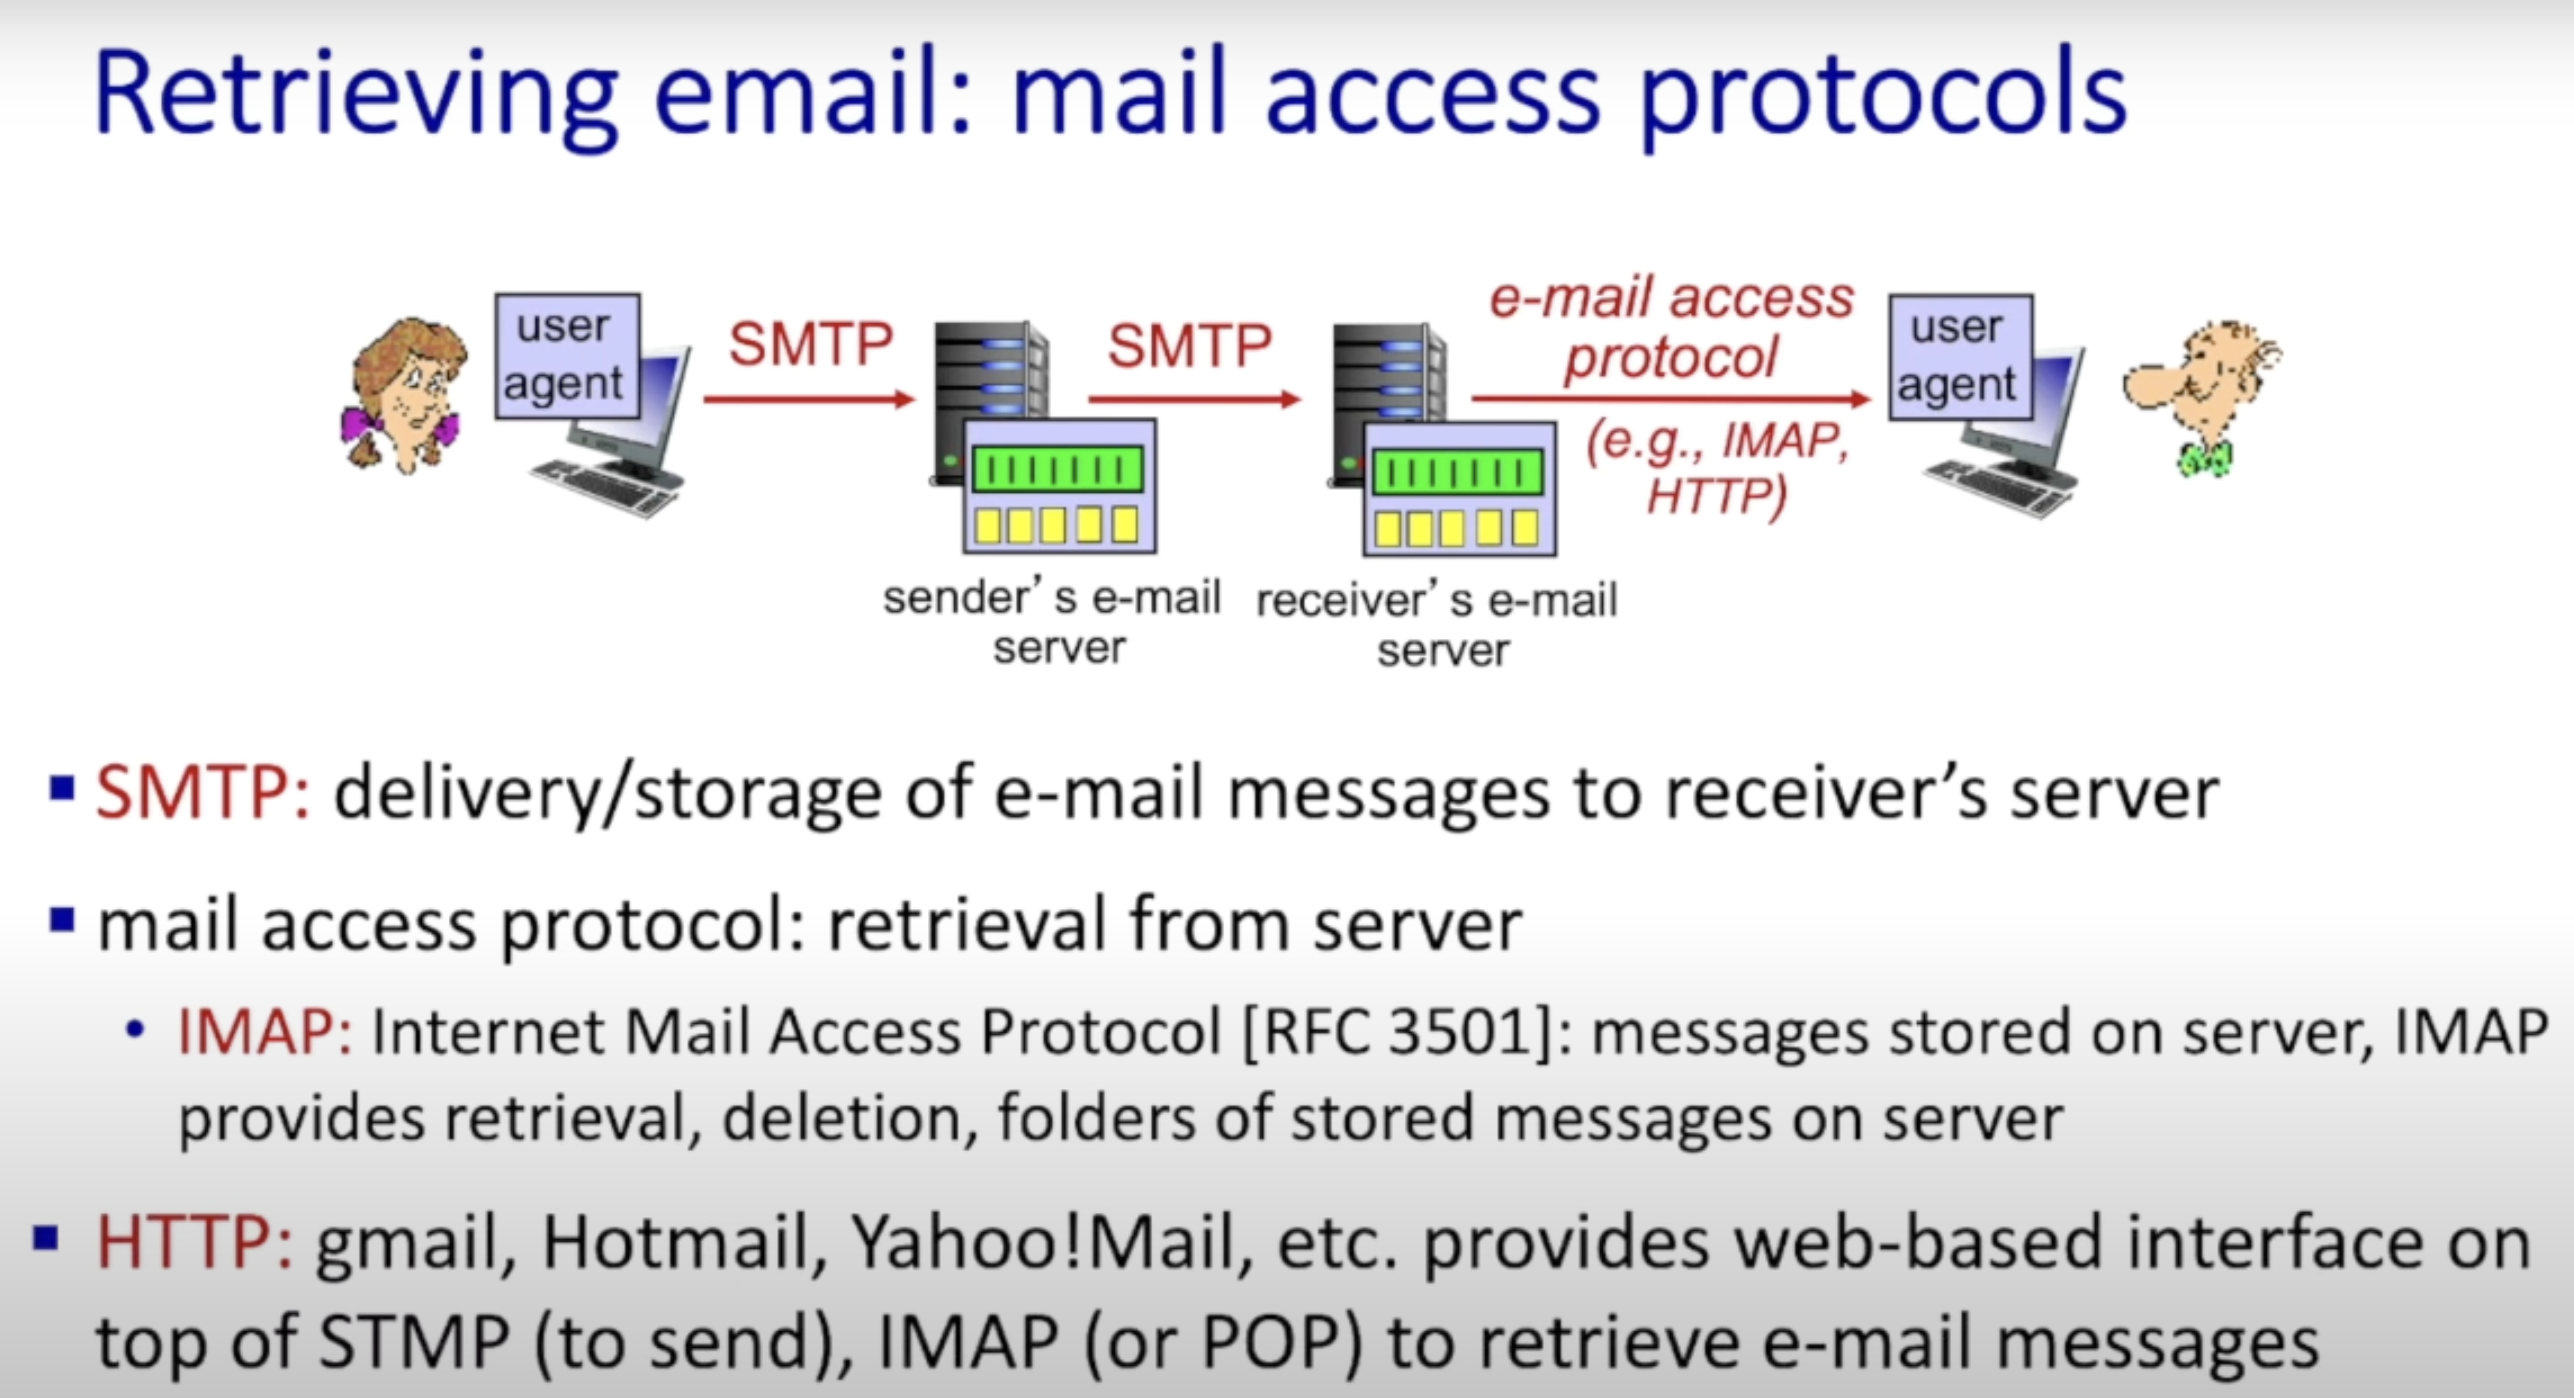 Retrieving email: mail access protocols
user
agent
SMTP
SMTP
e-mail access
protocol
(e.g., IMAP,
HTTP)
user
agent
sender’ s e-mail
server
receiver’ s e-mail
server
▪ SMTP: delivery/storage of e-mail messages to receiver’s server
▪ mail access protocol: retrieval from server
• IMAP: Internet Mail Access Protocol [RFC 3501]: messages stored on server, IMAP
provides retrieval, deletion, folders of stored messages on server
▪ HTTP: gmail, Hotmail, Yahoo!Mail, etc. provides web-based interface on
top of STMP (to send), IMAP (or POP) to retrieve e-mail messages